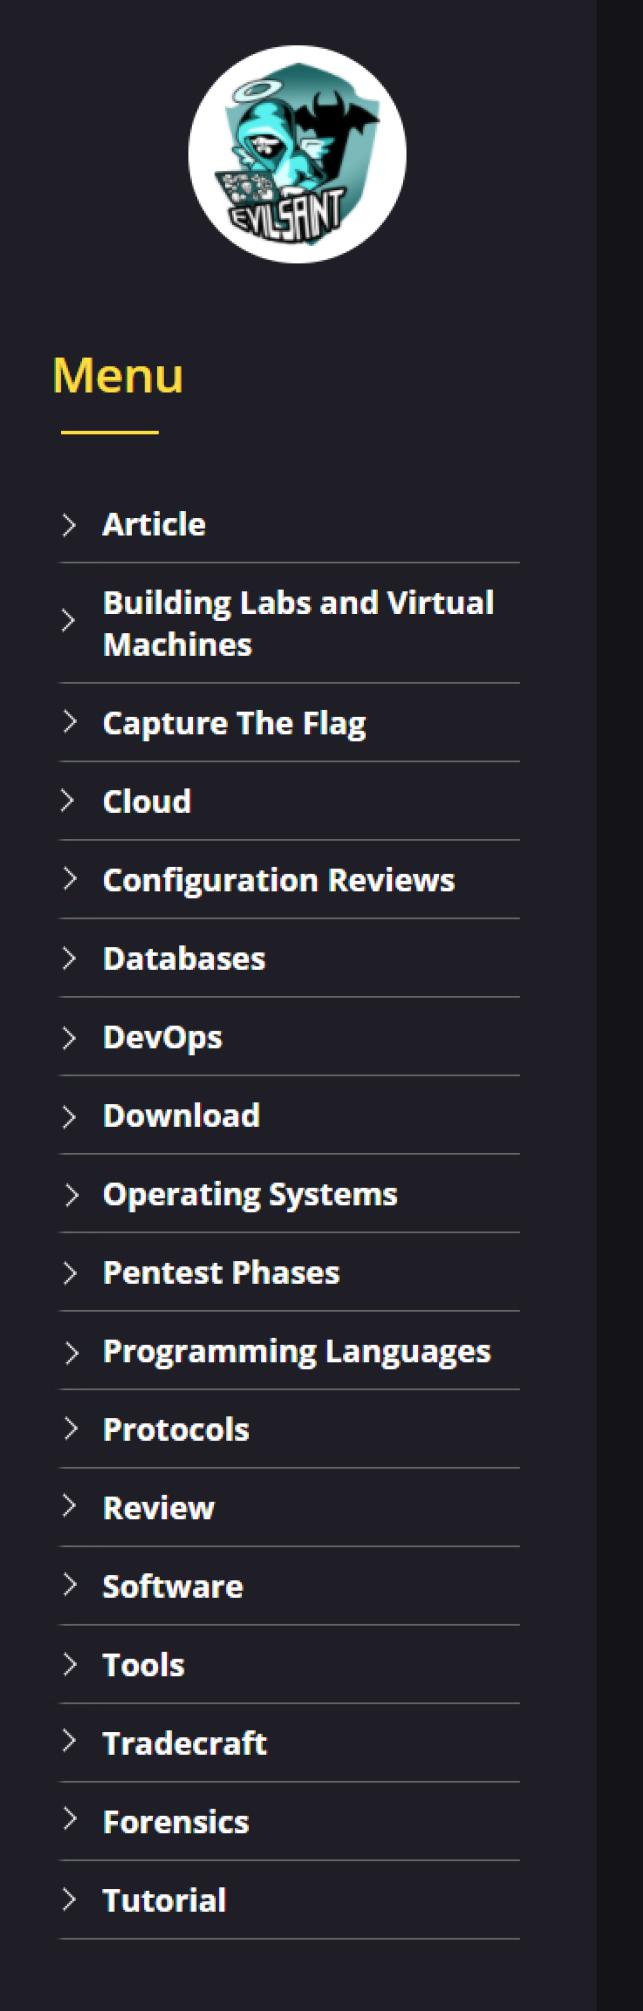 EVILSAINT
Menu
Article
Building Labs and Virtual
Machines
Capture The Flag
Cloud
Configuration Reviews
Databases
DevOps
Download
Operating Systems
Pentest Phases
Programming Languages
Protocols
Review
Software
Tools
Tradecraft
Forensics
Tutorial